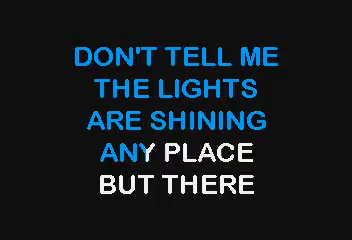 DON'T TELL ME
THE LIGHTS
ARE SHINING
ANY PLACE
BUT THERE